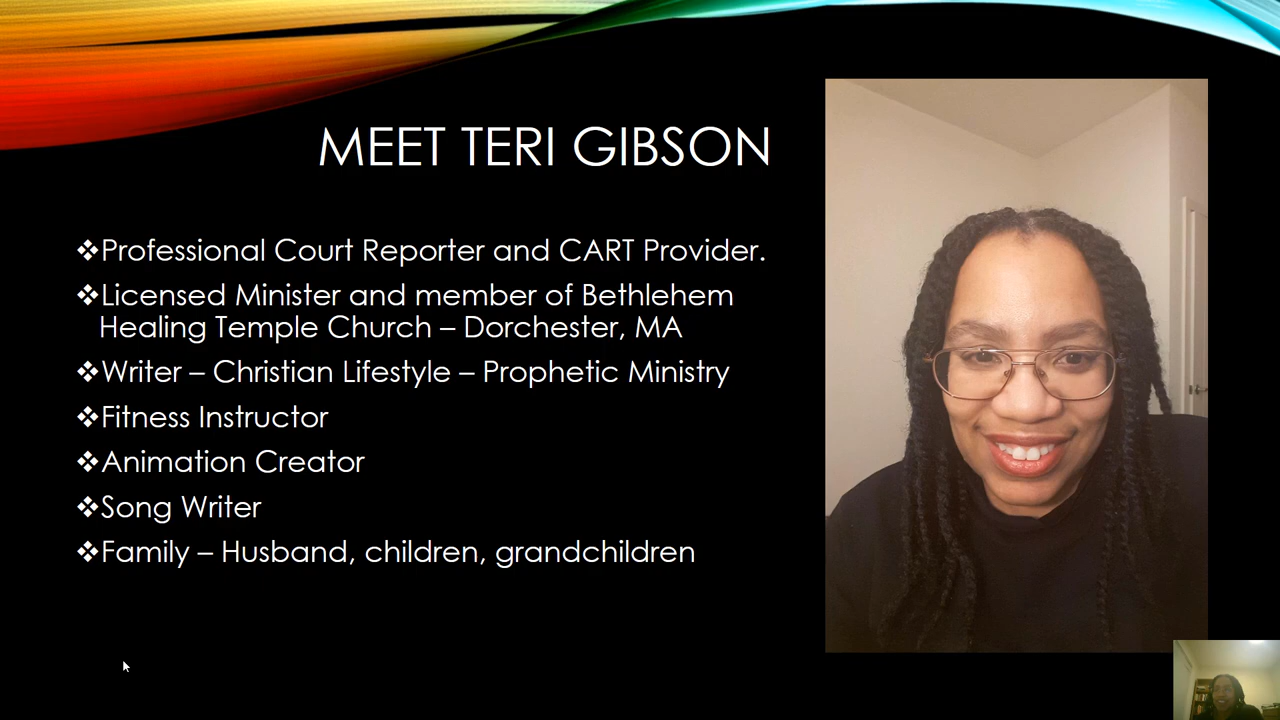 MEET TERI GIBSON
❖Professional Court Reporter and CART Provider.
❖Licensed Minister and member of Bethlehem
Healing Temple Church – Dorchester, MA
❖Writer – Christian Lifestyle – Prophetic Ministry
❖Fitness Instructor
❖Animation Creator
❖Song Writer
❖Family – Husband, children, grandchildren